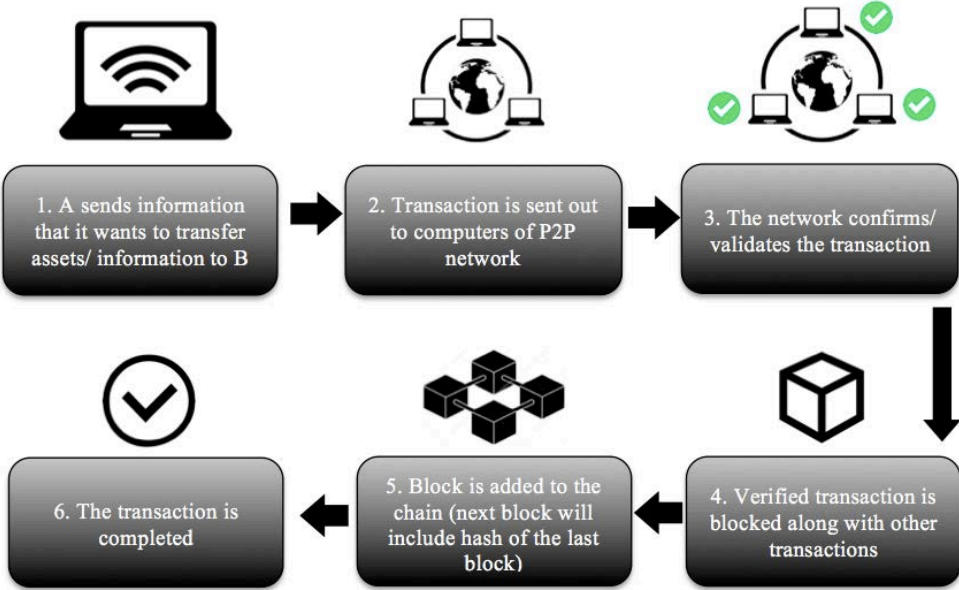 1. A sends information
that it wants to transfer
assets/ information to B
2. Transaction is sent out
to computers of P2P
network
3. The network confirms/
validates the transaction
4. Verified transaction is
blocked along with other
transactions
5. Block is added to the
chain (next block will
include hash of the last
block)
6. The transaction is
completed